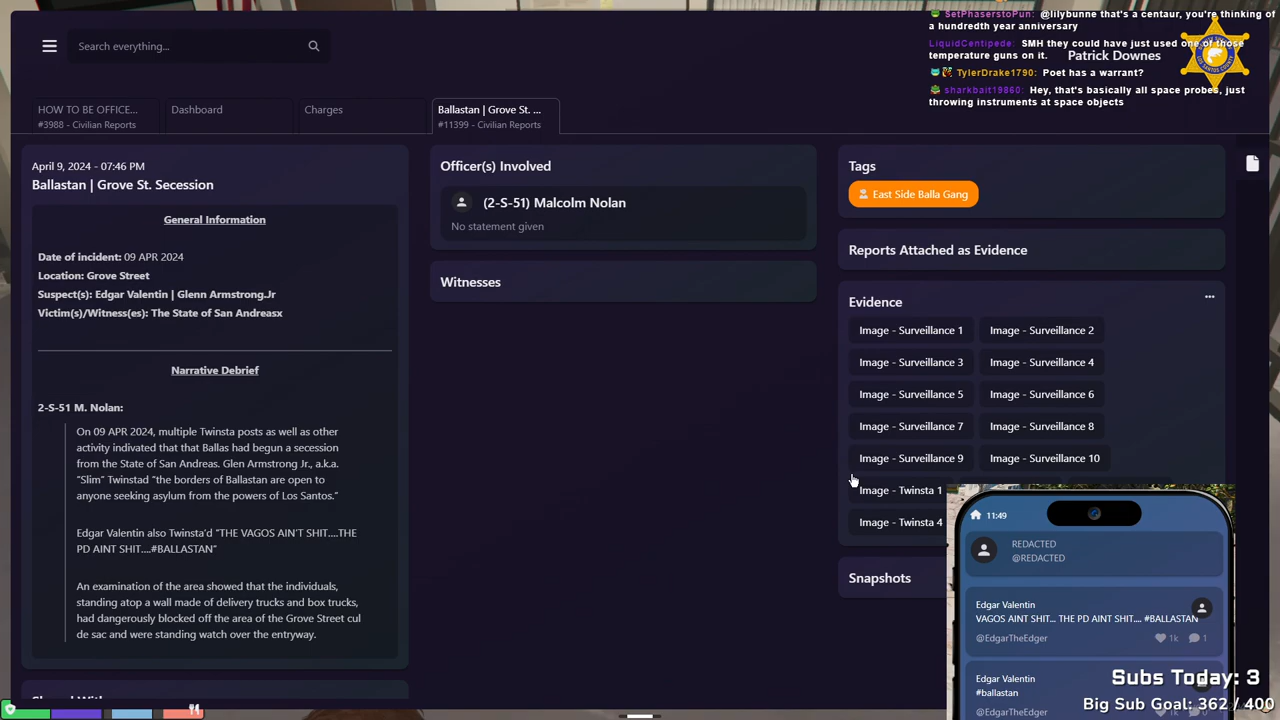 Search everything...
SetPhaserstoPun: @lilybunne that's a centaur, you're thinking of
a hundredth year anniversary
LiquidCentipede: SMH they could have just used one of those
temperature guns on it.
TylerDrake1790: Poet has a warrant?
sharkbait19860: Hey, that's basically all space probes, just
throwing instruments at space objects
Patrick Downes
HOW TO BE OFFICE...
#3988 - Civilian Reports
Dashboard
Charges
Ballastan | Grove St. ...
#11399 - Civilian Reports
April 9, 2024 - 07:46 PM
Ballastan | Grove St. Secession
General Information
Date of incident: 09 APR 2024
Location: Grove Street
Suspect(s): Edgar Valentin | Glenn Armstrong.Jr
Victim(s)/Witness(es): The State of San Andreasx
Narrative Debrief
2-S-51 M. Nolan:
On 09 APR 2024, multiple Twinsta posts as well as other
activity indivated that that Ballas had begun a secession
from the State of San Andreas. Glen Armstrong Jr., a.k.a.
"Slim" Twinstad "the borders of Ballastan are open to
anyone seeking asylum from the powers of Los Santos."
Edgar Valentin also Twinsta'd "THE VAGOS AIN'T SHIT....THE
PD AINT SHIT....#BALLASTAN"
An examination of the area showed that the individuals,
standing atop a wall made of delivery trucks and box trucks,
had dangerously blocked off the area of the Grove Street cul
de sac and were standing watch over the entryway.
Officer(s) Involved
(2-S-51) Malcolm Nolan
No statement given
Witnesses
Tags
East Side Balla Gang
Reports Attached as Evidence
Evidence
Image - Surveillance 1
Image - Surveillance 2
Image - Surveillance 3
Image - Surveillance 4
Image - Surveillance 5
Image - Surveillance 6
Image - Surveillance 7
Image - Surveillance 8
Image - Surveillance 9
Image - Surveillance 10
Image - Twinsta 1
Image - Twinsta 4
Snapshots
11:49
REDACTED
@REDACTED
Edgar Valentin
VAGOS AINT SHIT... THE PD AINT SHIT.... #BALLASTAN
@EdgarTheEdger
1k
1
Edgar Valentin
#ballastan
@EdgarTheEdger
Subs Today: 3
Big Sub Goal: 362 / 400